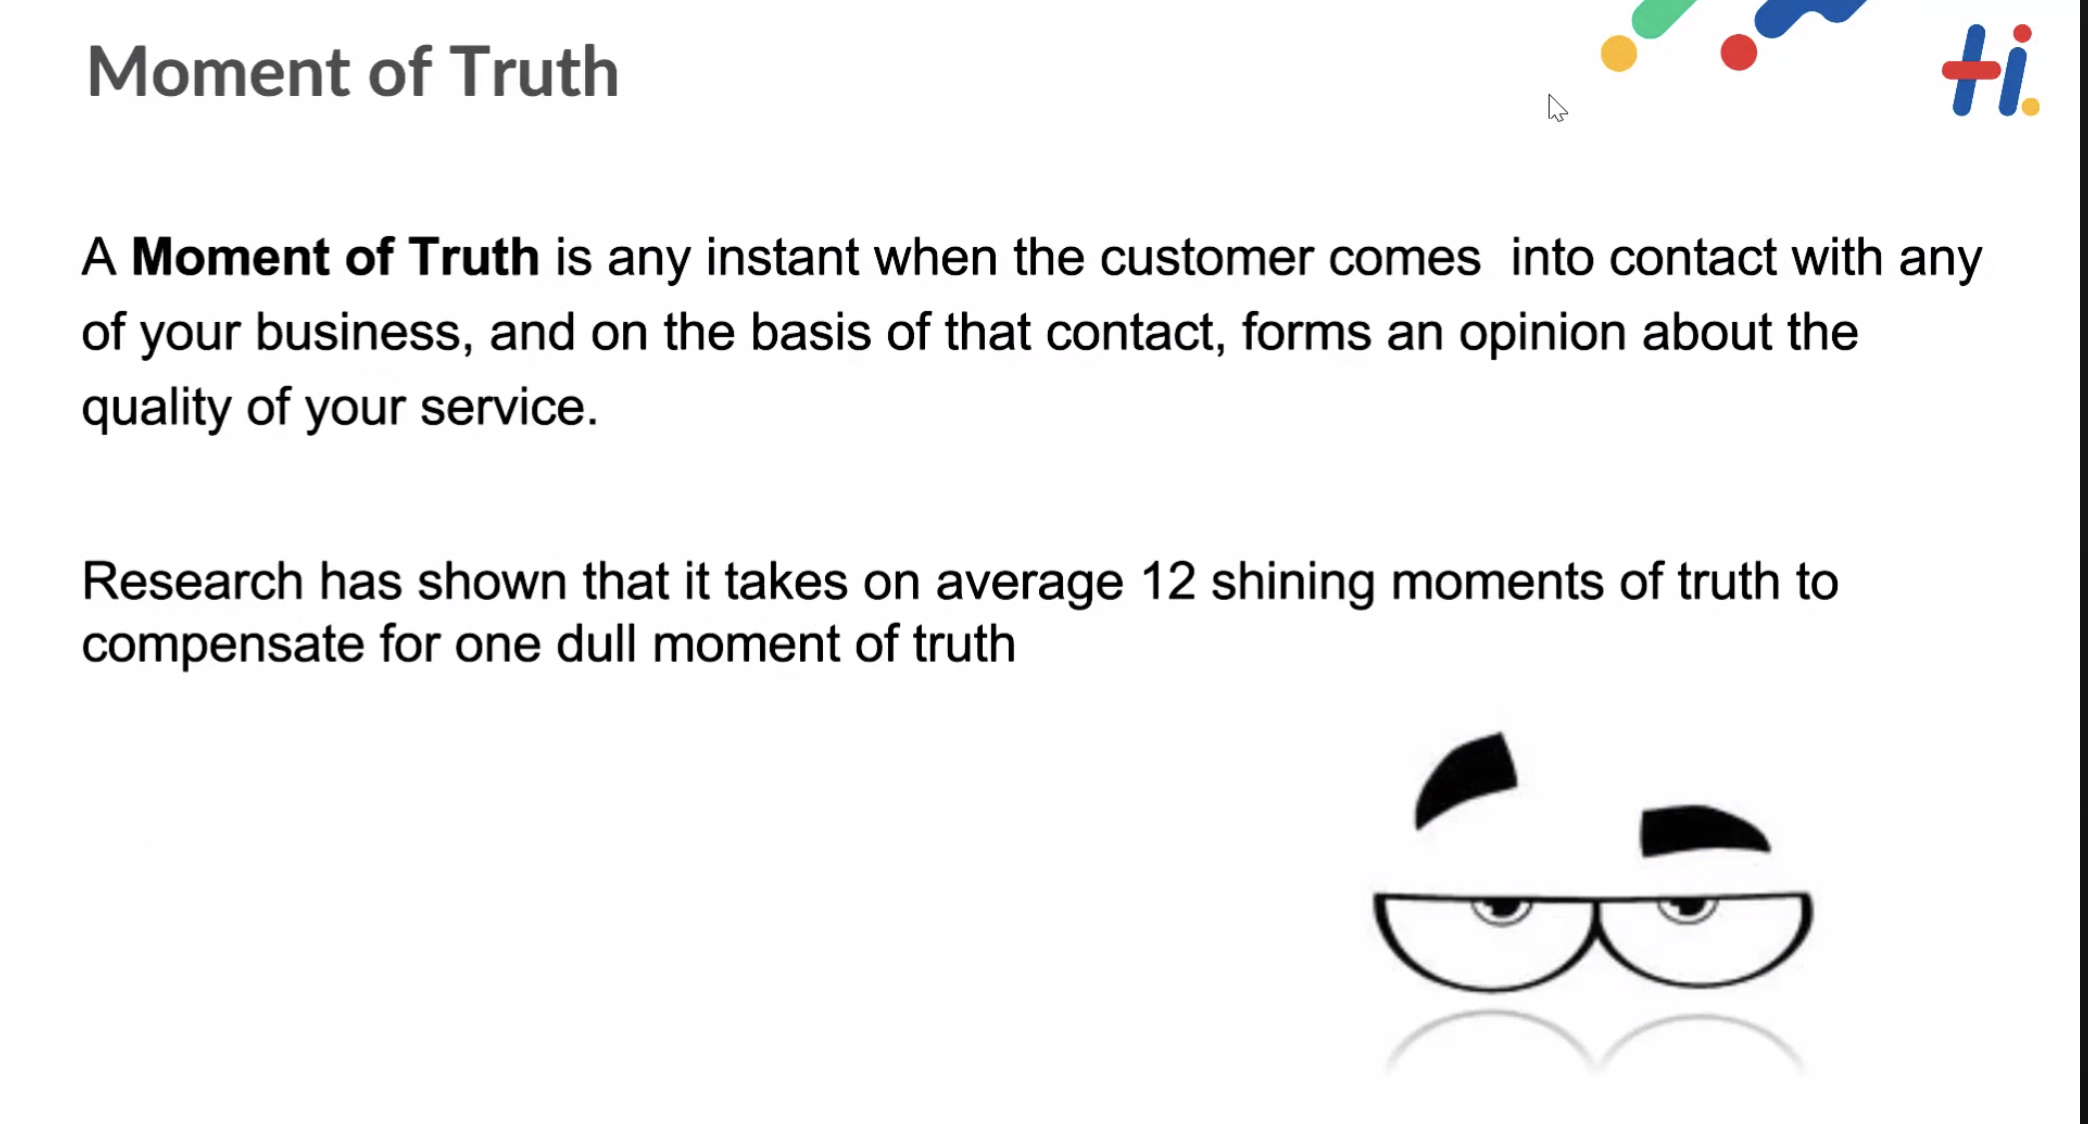 Moment of Truth
Hi.
A Moment of Truth is any instant when the customer comes  into contact with any
of your business, and on the basis of that contact, forms an opinion about the
quality of your service.
Research has shown that it takes on average 12 shining moments of truth to
compensate for one dull moment of truth